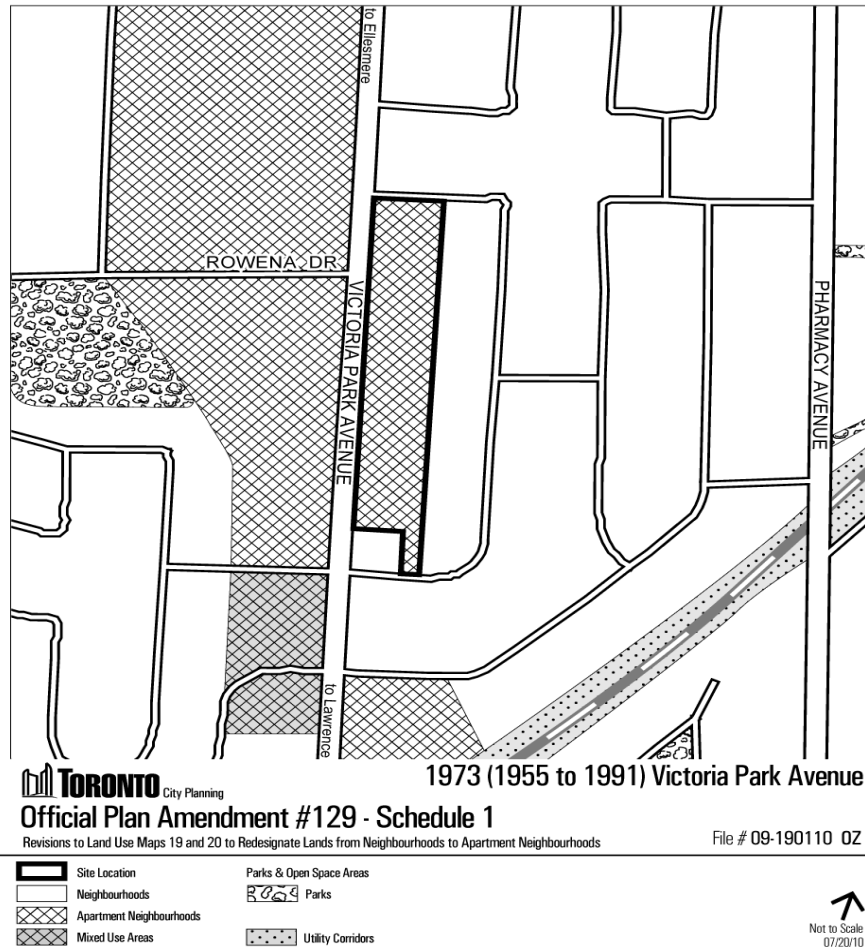 to Ellesmere
ROWENA DR
VICTORIA PARK AVENUE
PHARMACY AVENUE
to Lawrence
TORONTO City Planning
1973 (1955 to 1991) Victoria Park Avenue
Official Plan Amendment #129 - Schedule 1
Revisions to Land Use Maps 19 and 20 to Redesignate Lands from Neighbourhoods to Apartment Neighbourhoods
File # 09-190110 0Z
Site Location
Neighbourhoods
Apartment Neighbourhoods
Mixed Use Areas
Parks & Open Space Areas
Parks
Utility Corridors
Not to Scale
07/20/10